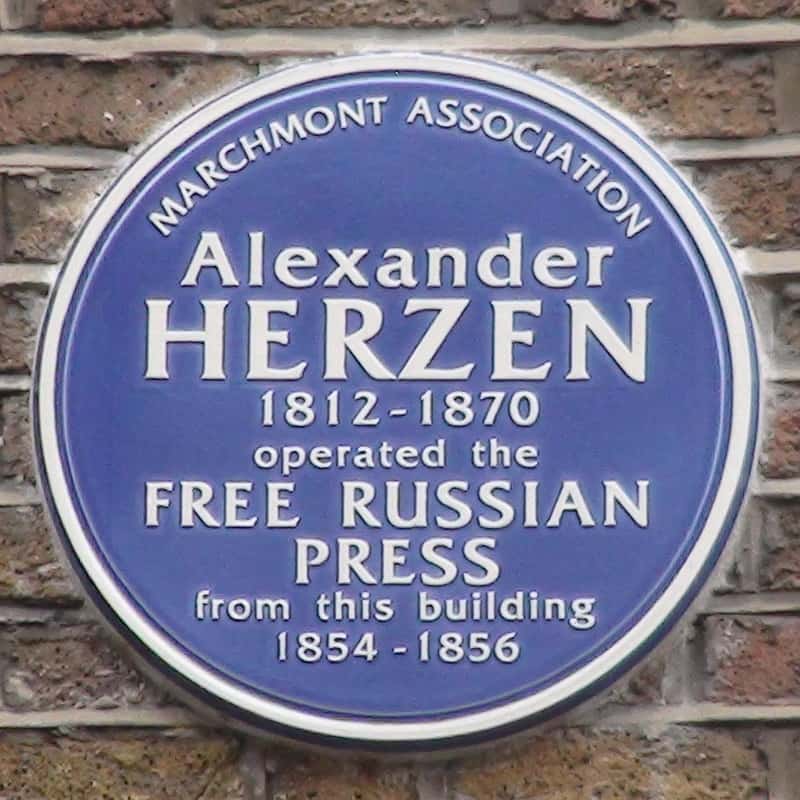 MARCHMONT ASSOCIATION
Alexander
HERZEN
1812-1870
operated the
FREE RUSSIAN
PRESS
from this building
1854-1856